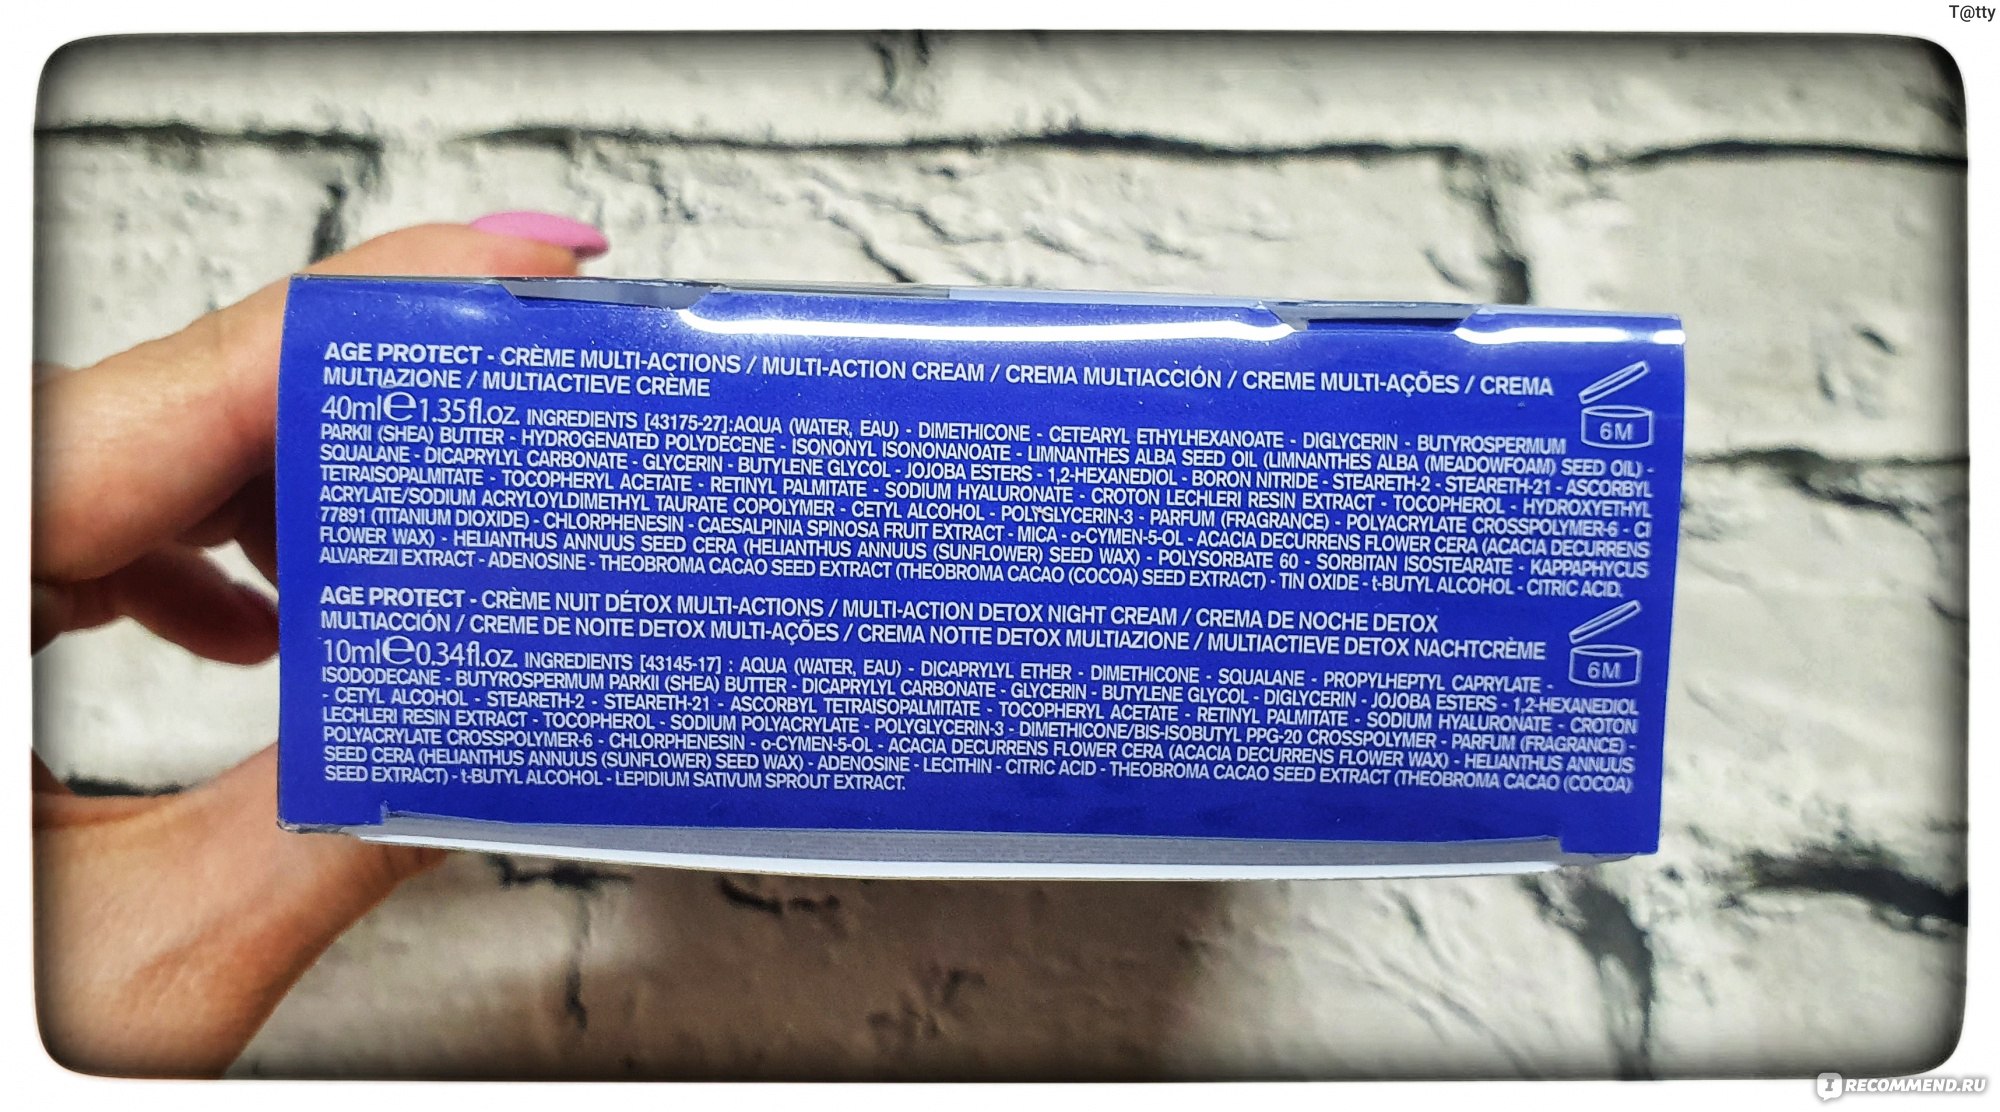 T@tty
AGE PROTECT - CRÈME MULTI-ACTIONS / MULTI-ACTION CREAM / CREMA MULTIACCIÓN / CREME MULTI-AÇÕES / CREMA
MULTIAZIONE / MULTIACTIEVE CRÈME
40ml℮1.35fl.oz. INGREDIENTS [43175-27]:AQUA (WATER, EAU) - DIMETHICONE - CETEARYL ETHYLHEXANOATE - DIGLYCERIN - BUTYROSPERMUM
PARKII (SHEA) BUTTER - HYDROGENATED POLYDECENE - ISONONYL ISONONANOATE - LIMNANTHES ALBA SEED OIL (LIMNANTHES ALBA (MEADOWFOAM) SEED OIL) -
SQUALANE - DICAPRYLYL CARBONATE - GLYCERIN - BUTYLENE GLYCOL - JOJOBA ESTERS - 1,2-HEXANEDIOL - BORON NITRIDE - STEARETH-2 - STEARETH-21 - ASCORBYL
TETRAISOPALMITATE - TOCOPHERYL ACETATE - RETINYL PALMITATE - SODIUM HYALURONATE - CROTON LECHLERI RESIN EXTRACT - TOCOPHEROL - HYDROXYETHYL
ACRYLATE/SODIUM ACRYLOYLDIMETHYL TAURATE COPOLYMER - CETYL ALCOHOL - POLYGLYCERIN-3 - PARFUM (FRAGRANCE) - POLYACRYLATE CROSSPOLYMER-6 - CI
77891 (TITANIUM DIOXIDE) - CHLORPHENESIN - CAESALPINIA SPINOSA FRUIT EXTRACT - MICA - o-CYMEN-5-OL - ACACIA DECURRENS FLOWER CERA (ACACIA DECURRENS
FLOWER WAX) - HELIANTHUS ANNUUS SEED CERA (HELIANTHUS ANNUUS (SUNFLOWER) SEED WAX) - POLYSORBATE 60 - SORBITAN ISOSTEARATE - KAPPAPHYCUS
ALVAREZII EXTRACT - ADENOSINE - THEOBROMA CACAO SEED EXTRACT (THEOBROMA CACAO (COCOA) SEED EXTRACT) - TIN OXIDE - t-BUTYL ALCOHOL - CITRIC ACID.
6M
AGE PROTECT - CRÈME NUIT DÉTOX MULTI-ACTIONS / MULTI-ACTION DETOX NIGHT CREAM / CREMA DE NOCHE DETOX
MULTIACCIÓN / CREME DE NOITE DETOX MULTI-AÇÕES / CREMA NOTTE DETOX MULTIAZIONE / MULTIACTIEVE DETOX NACHTCRÈME
10ml℮0.34fl.oz. INGREDIENTS [43145-17] : AQUA (WATER, EAU) - DICAPRYLYL ETHER - DIMETHICONE - SQUALANE - PROPYLHEPTYL CAPRYLATE -
ISODODECANE - BUTYROSPERMUM PARKII (SHEA) BUTTER - DICAPRYLYL CARBONATE - GLYCERIN - BUTYLENE GLYCOL - DIGLYCERIN - JOJOBA ESTERS - 1,2-HEXANEDIOL
- CETYL ALCOHOL - STEARETH-2 - STEARETH-21 - ASCORBYL TETRAISOPALMITATE - TOCOPHERYL ACETATE - RETINYL PALMITATE - SODIUM HYALURONATE - CROTON
LECHLERI RESIN EXTRACT - TOCOPHEROL - SODIUM POLYACRYLATE - POLYGLYCERIN-3 - DIMETHICONE/BIS-ISOBUTYL PPG-20 CROSSPOLYMER - PARFUM (FRAGRANCE) -
POLYACRYLATE CROSSPOLYMER-6 - CHLORPHENESIN - o-CYMEN-5-OL - ACACIA DECURRENS FLOWER CERA (ACACIA DECURRENS FLOWER WAX) - HELIANTHUS ANNUUS
SEED CERA (HELIANTHUS ANNUUS (SUNFLOWER) SEED WAX) - ADENOSINE - LECITHIN - CITRIC ACID - THEOBROMA CACAO SEED EXTRACT (THEOBROMA CACAO (COCOA)
SEED EXTRACT) - t-BUTYL ALCOHOL - LEPIDIUM SATIVUM SPROUT EXTRACT.
6M
I RECOMMEND.RU